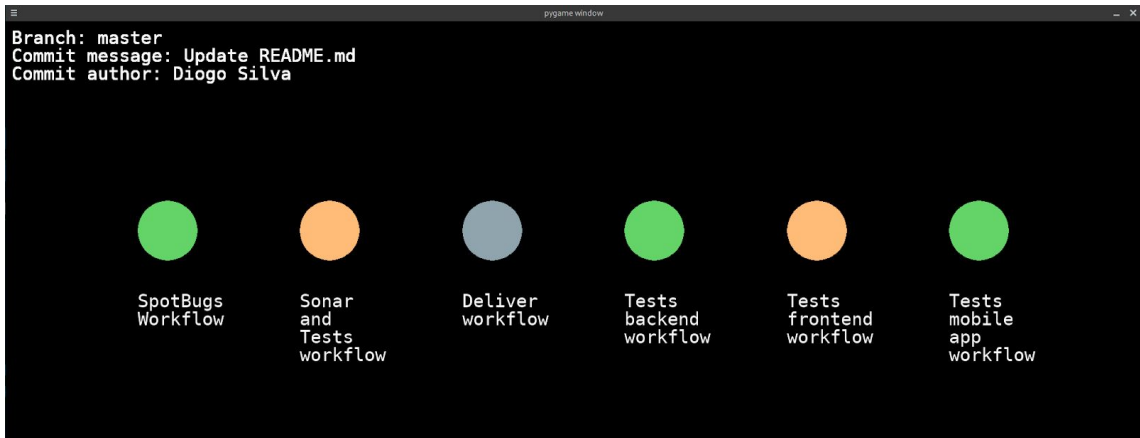 pygame window
Branch: master
Commit message: Update README.md
Commit author: Diogo Silva
SpotBugs
Workflow
Sonar
and
Tests
workflow
Deliver
workflow
Tests
backend
workflow
Tests
frontend
workflow
Tests
mobile
app
workflow